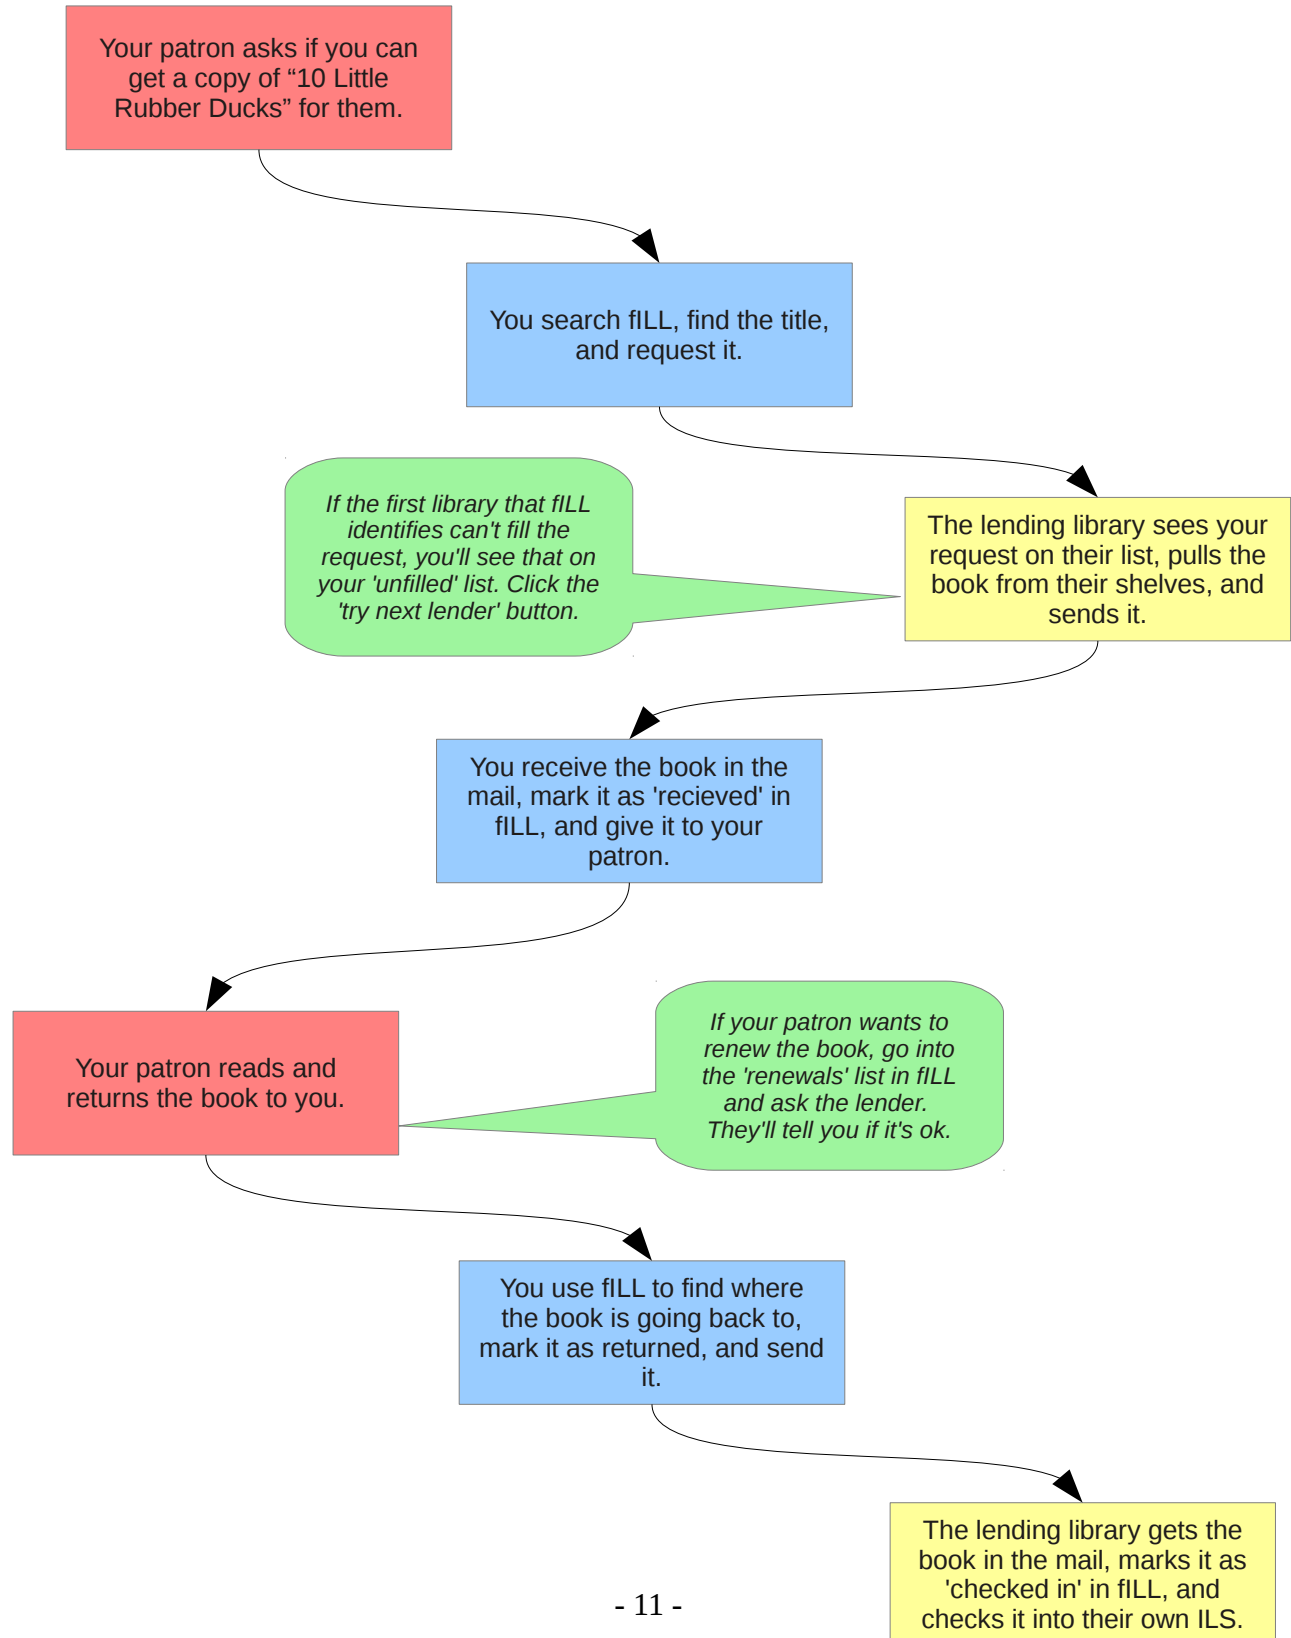 Your patron asks if you can
get a copy of “10 Little
Rubber Ducks” for them.
You search fILL, find the title,
and request it.
If the first library that fILL
identifies can't fill the
request, you'll see that on
your 'unfilled' list. Click the
'try next lender' button.
The lending library sees your
request on their list, pulls the
book from their shelves, and
sends it.
You receive the book in the
mail, mark it as 'recieved' in
fILL, and give it to your
patron.
Your patron reads and
returns the book to you.
If your patron wants to
renew the book, go into
the 'renewals' list in fILL
and ask the lender.
They'll tell you if it's ok.
You use fILL to find where
the book is going back to,
mark it as returned, and send
it.
The lending library gets the
book in the mail, marks it as
'checked in' in fILL, and
checks it into their own ILS.
- 11 -